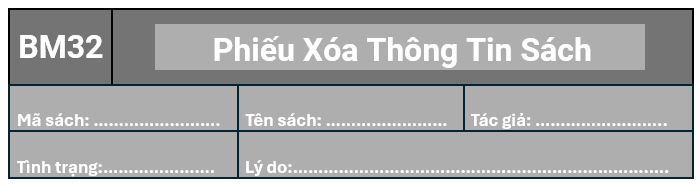 BM32
Phiếu Xóa Thông Tin Sách
Mã sách: ......................... Tên sách: ........................ Tác giả: ..........................
Tình trạng:...................... Lý do:..........................................................................